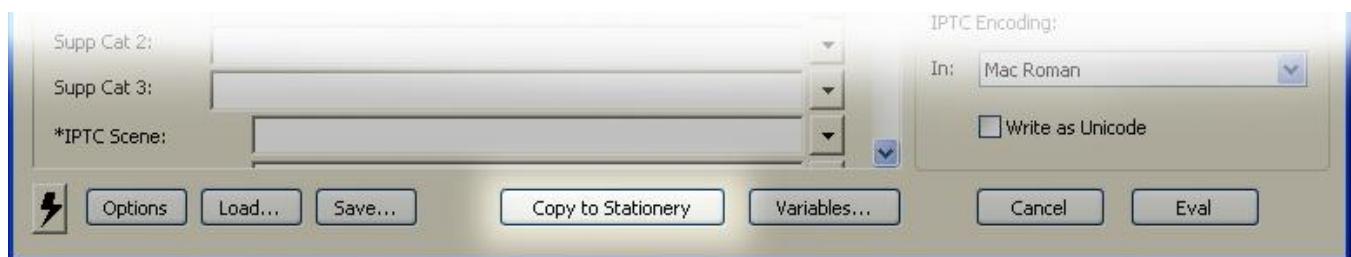 IPTC Encoding:
Supp Cat 2:
In: Mac Roman
Supp Cat 3:
*IPTC Scene:
Write as Unicode
Options Load... Save... Copy to Stationery Variables... Cancel Eval